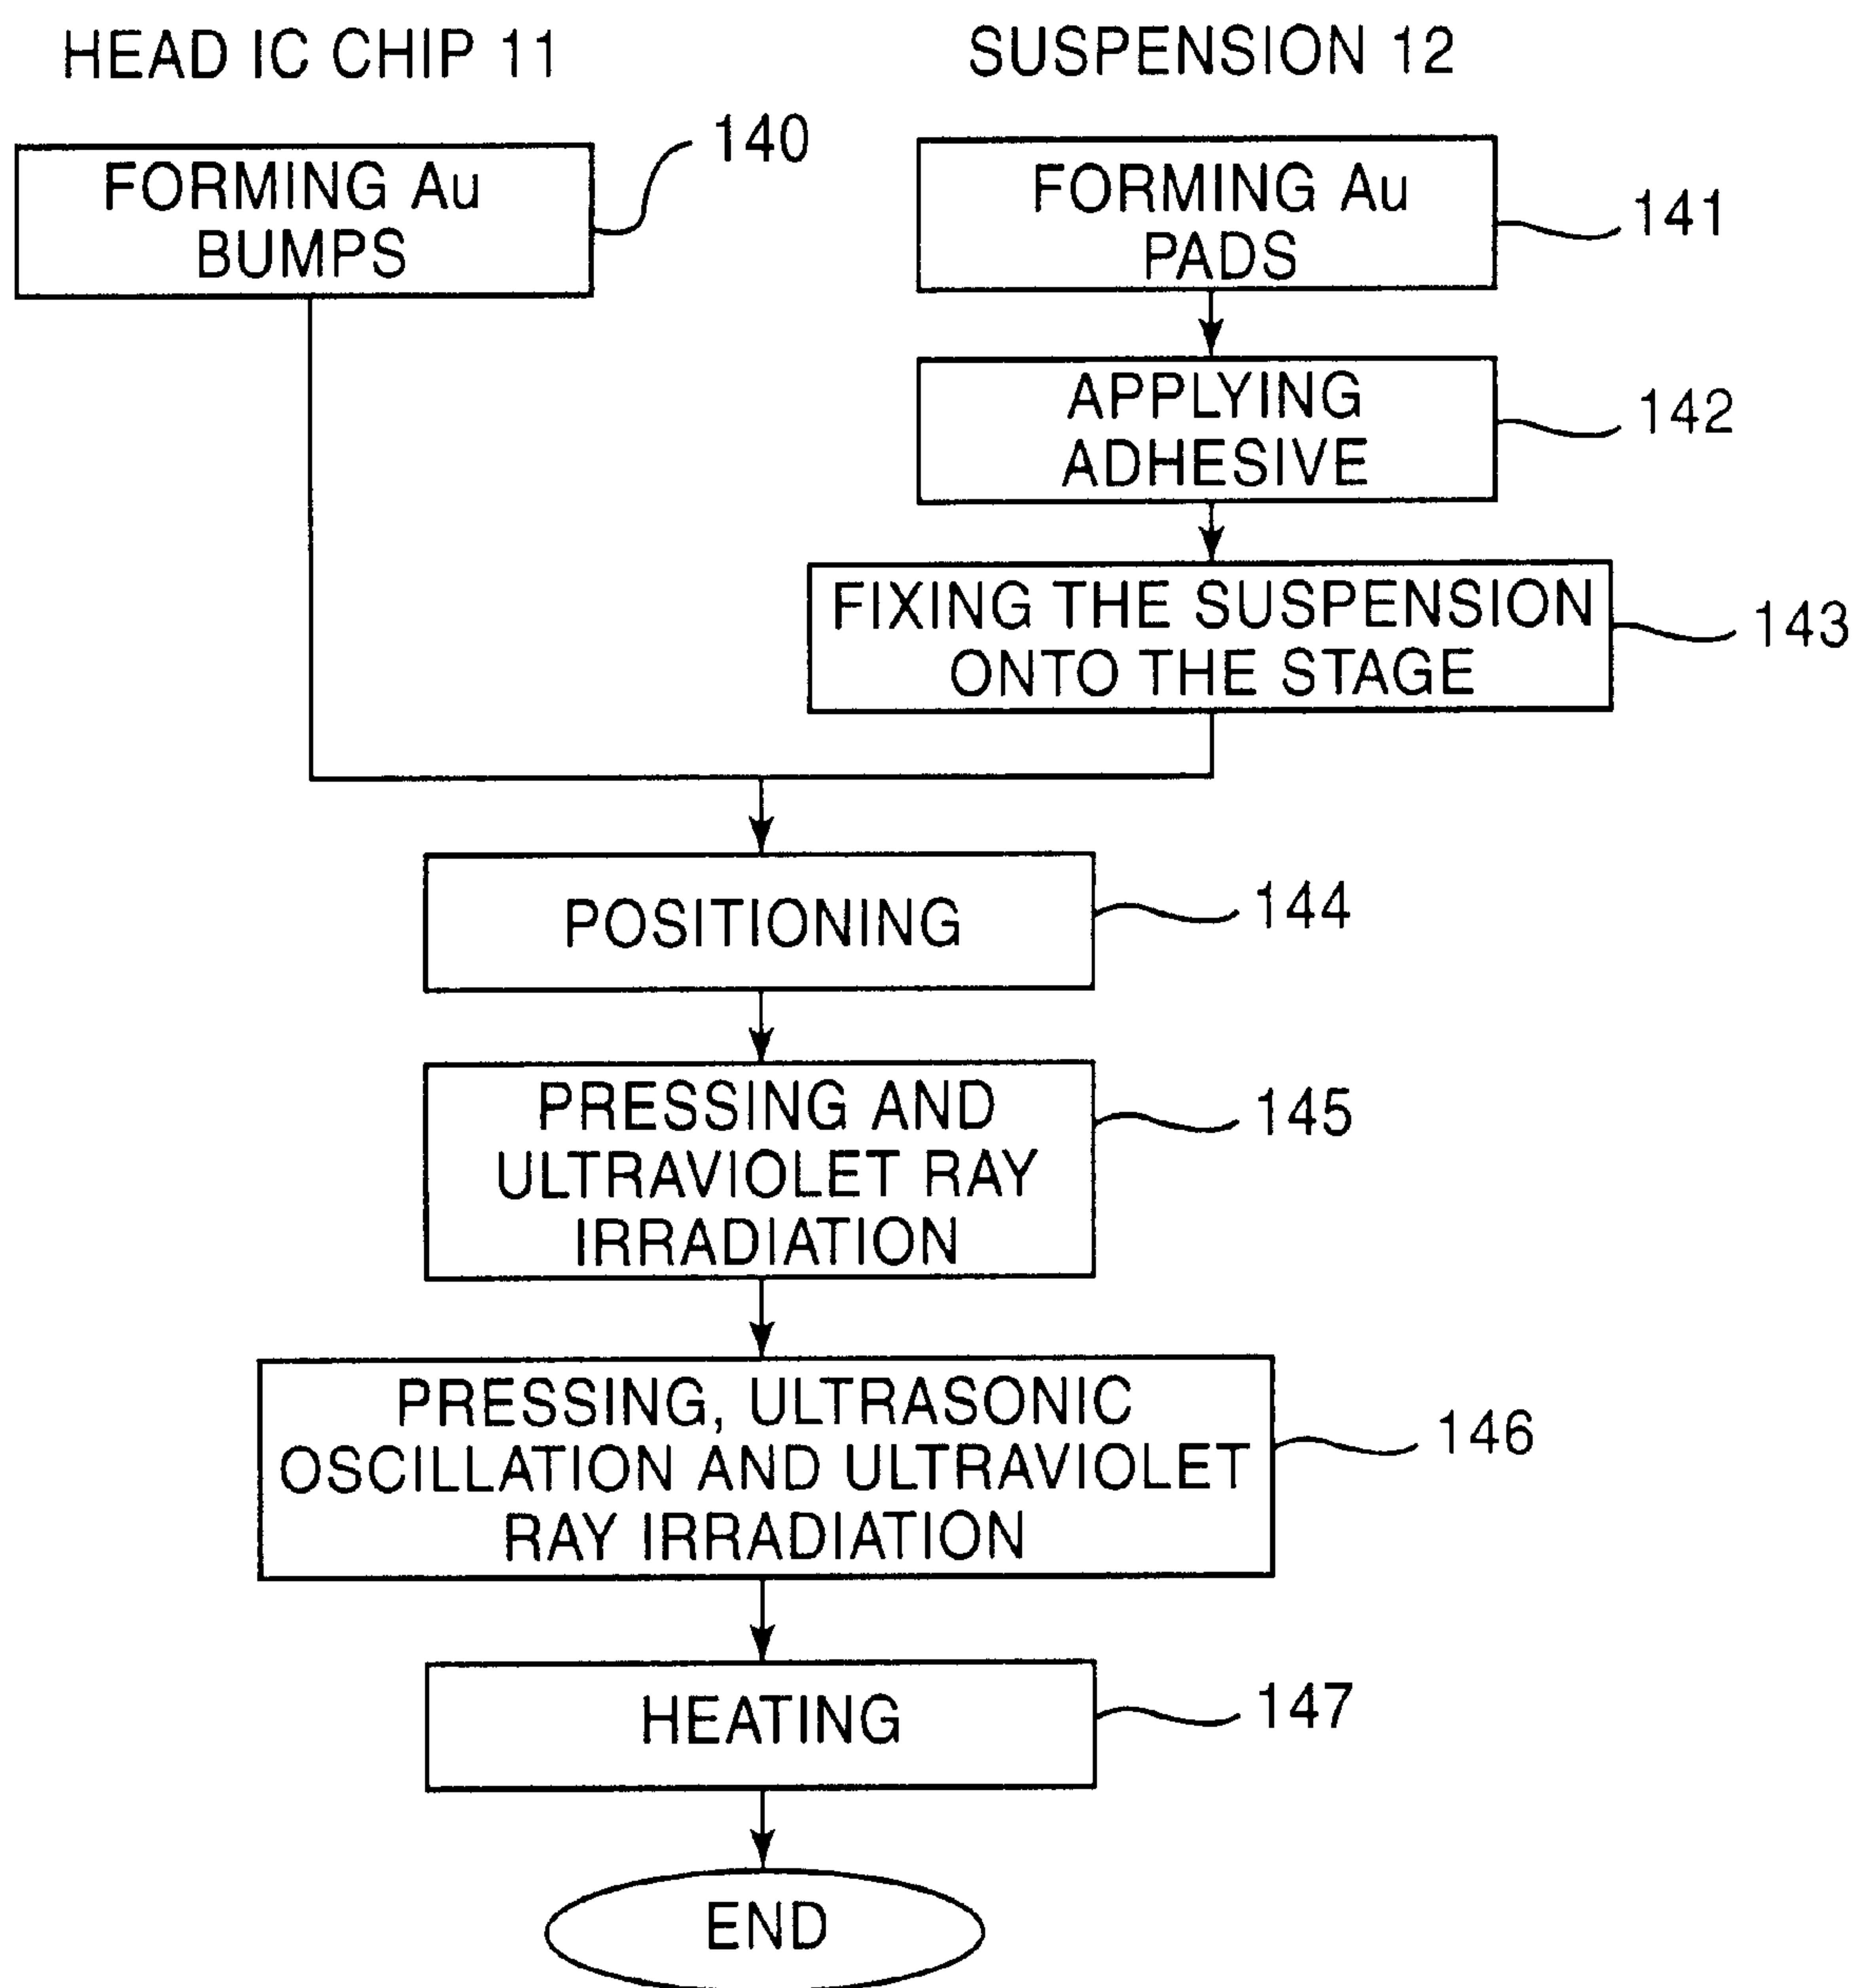 HEAD IC CHIP 11
SUSPENSION 12
FORMING Au
BUMPS
140
FORMING Au
PADS
141
APPLYING
ADHESIVE
142
FIXING THE SUSPENSION
ONTO THE STAGE
143
POSITIONING
144
PRESSING AND
ULTRAVIOLET RAY
IRRADIATION
145
PRESSING, ULTRASONIC
OSCILLATION AND ULTRAVIOLET
RAY IRRADIATION
146
HEATING
147
END